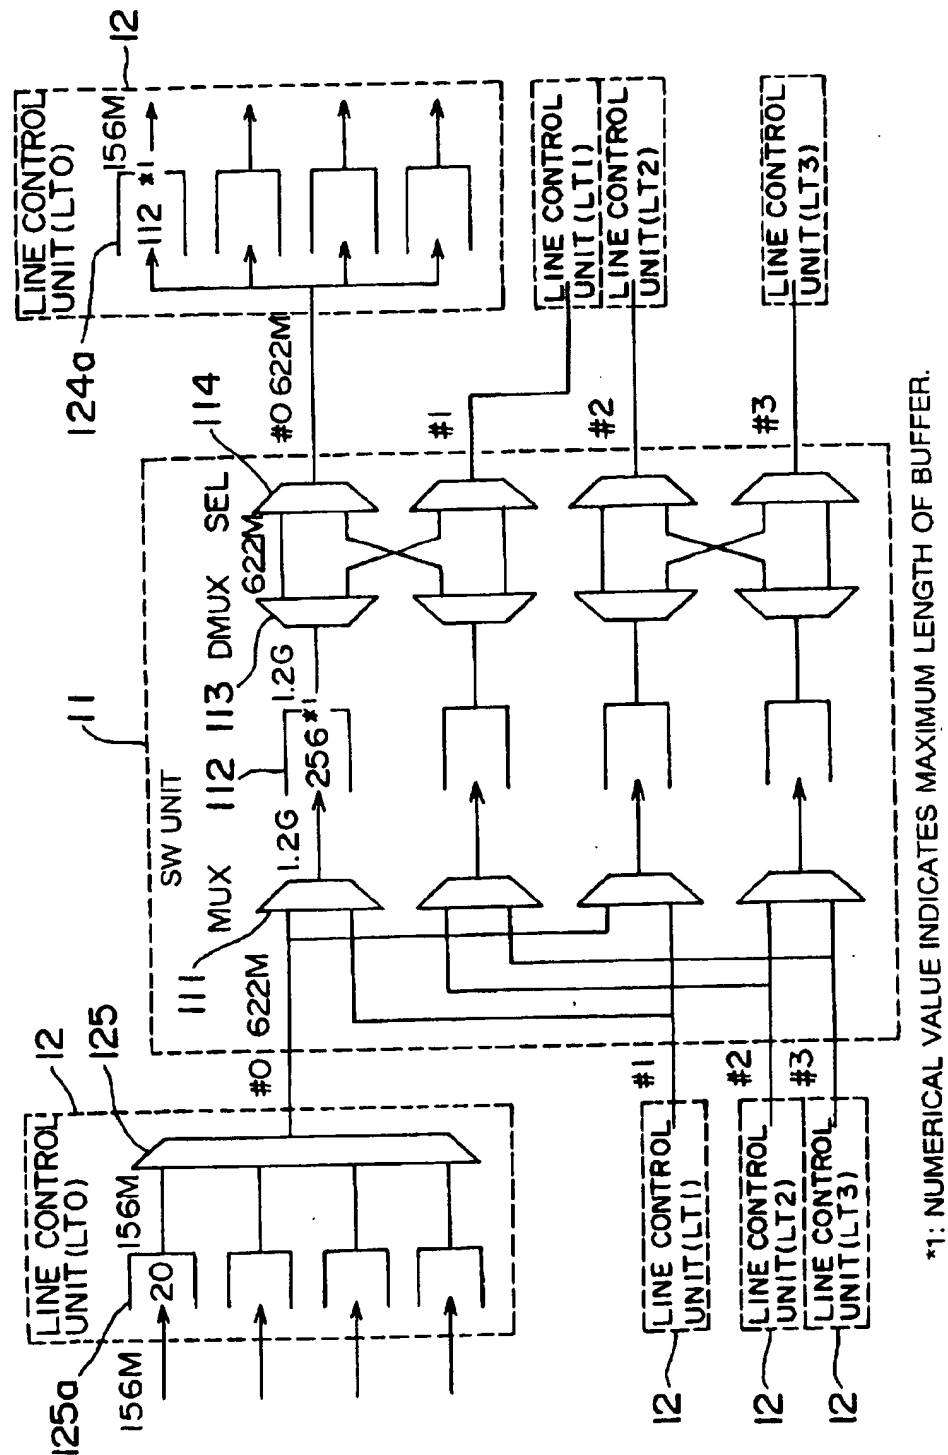 LINE CONTROL
UNIT(LT0)
12
125
125a
156M
20
156M
#0 622M
LINE CONTROL
UNIT(LT1)
12
#1
LINE CONTROL
UNIT(LT2)
12
#2
LINE CONTROL
UNIT(LT3)
12
#3
11
SW UNIT
MUX
111
1.2G
112
256 *1
1.2G
113
DMUX
622M
SEL
114
#0 622M
#1
#2
#3
124a
LINE CONTROL
UNIT(LT0)
12
112 *1
156M
LINE CONTROL
UNIT(LT1)
LINE CONTROL
UNIT(LT2)
LINE CONTROL
UNIT(LT3)
*1: NUMERICAL VALUE INDICATES MAXIMUM LENGTH OF BUFFER.